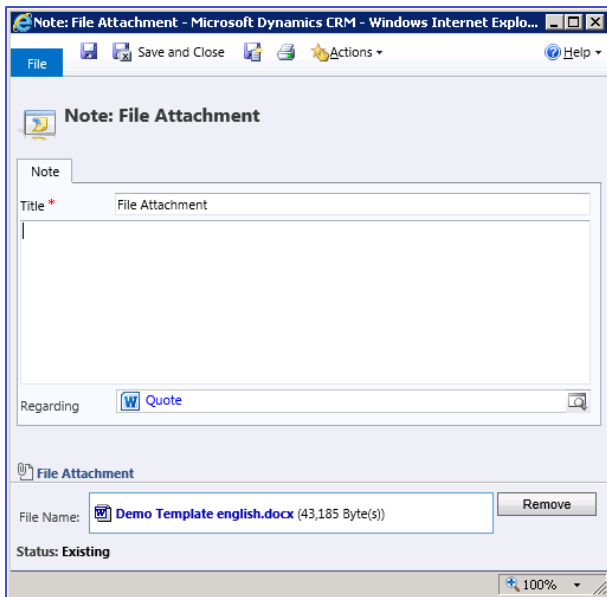 Note: File Attachment - Microsoft Dynamics CRM - Windows Internet Explo...
File Save and Close Actions Help
Note: File Attachment
Note
Title * File Attachment
Regarding Quote
File Attachment
File Name: Demo Template english.docx (43,185 Byte(s)) Remove
Status: Existing
100%